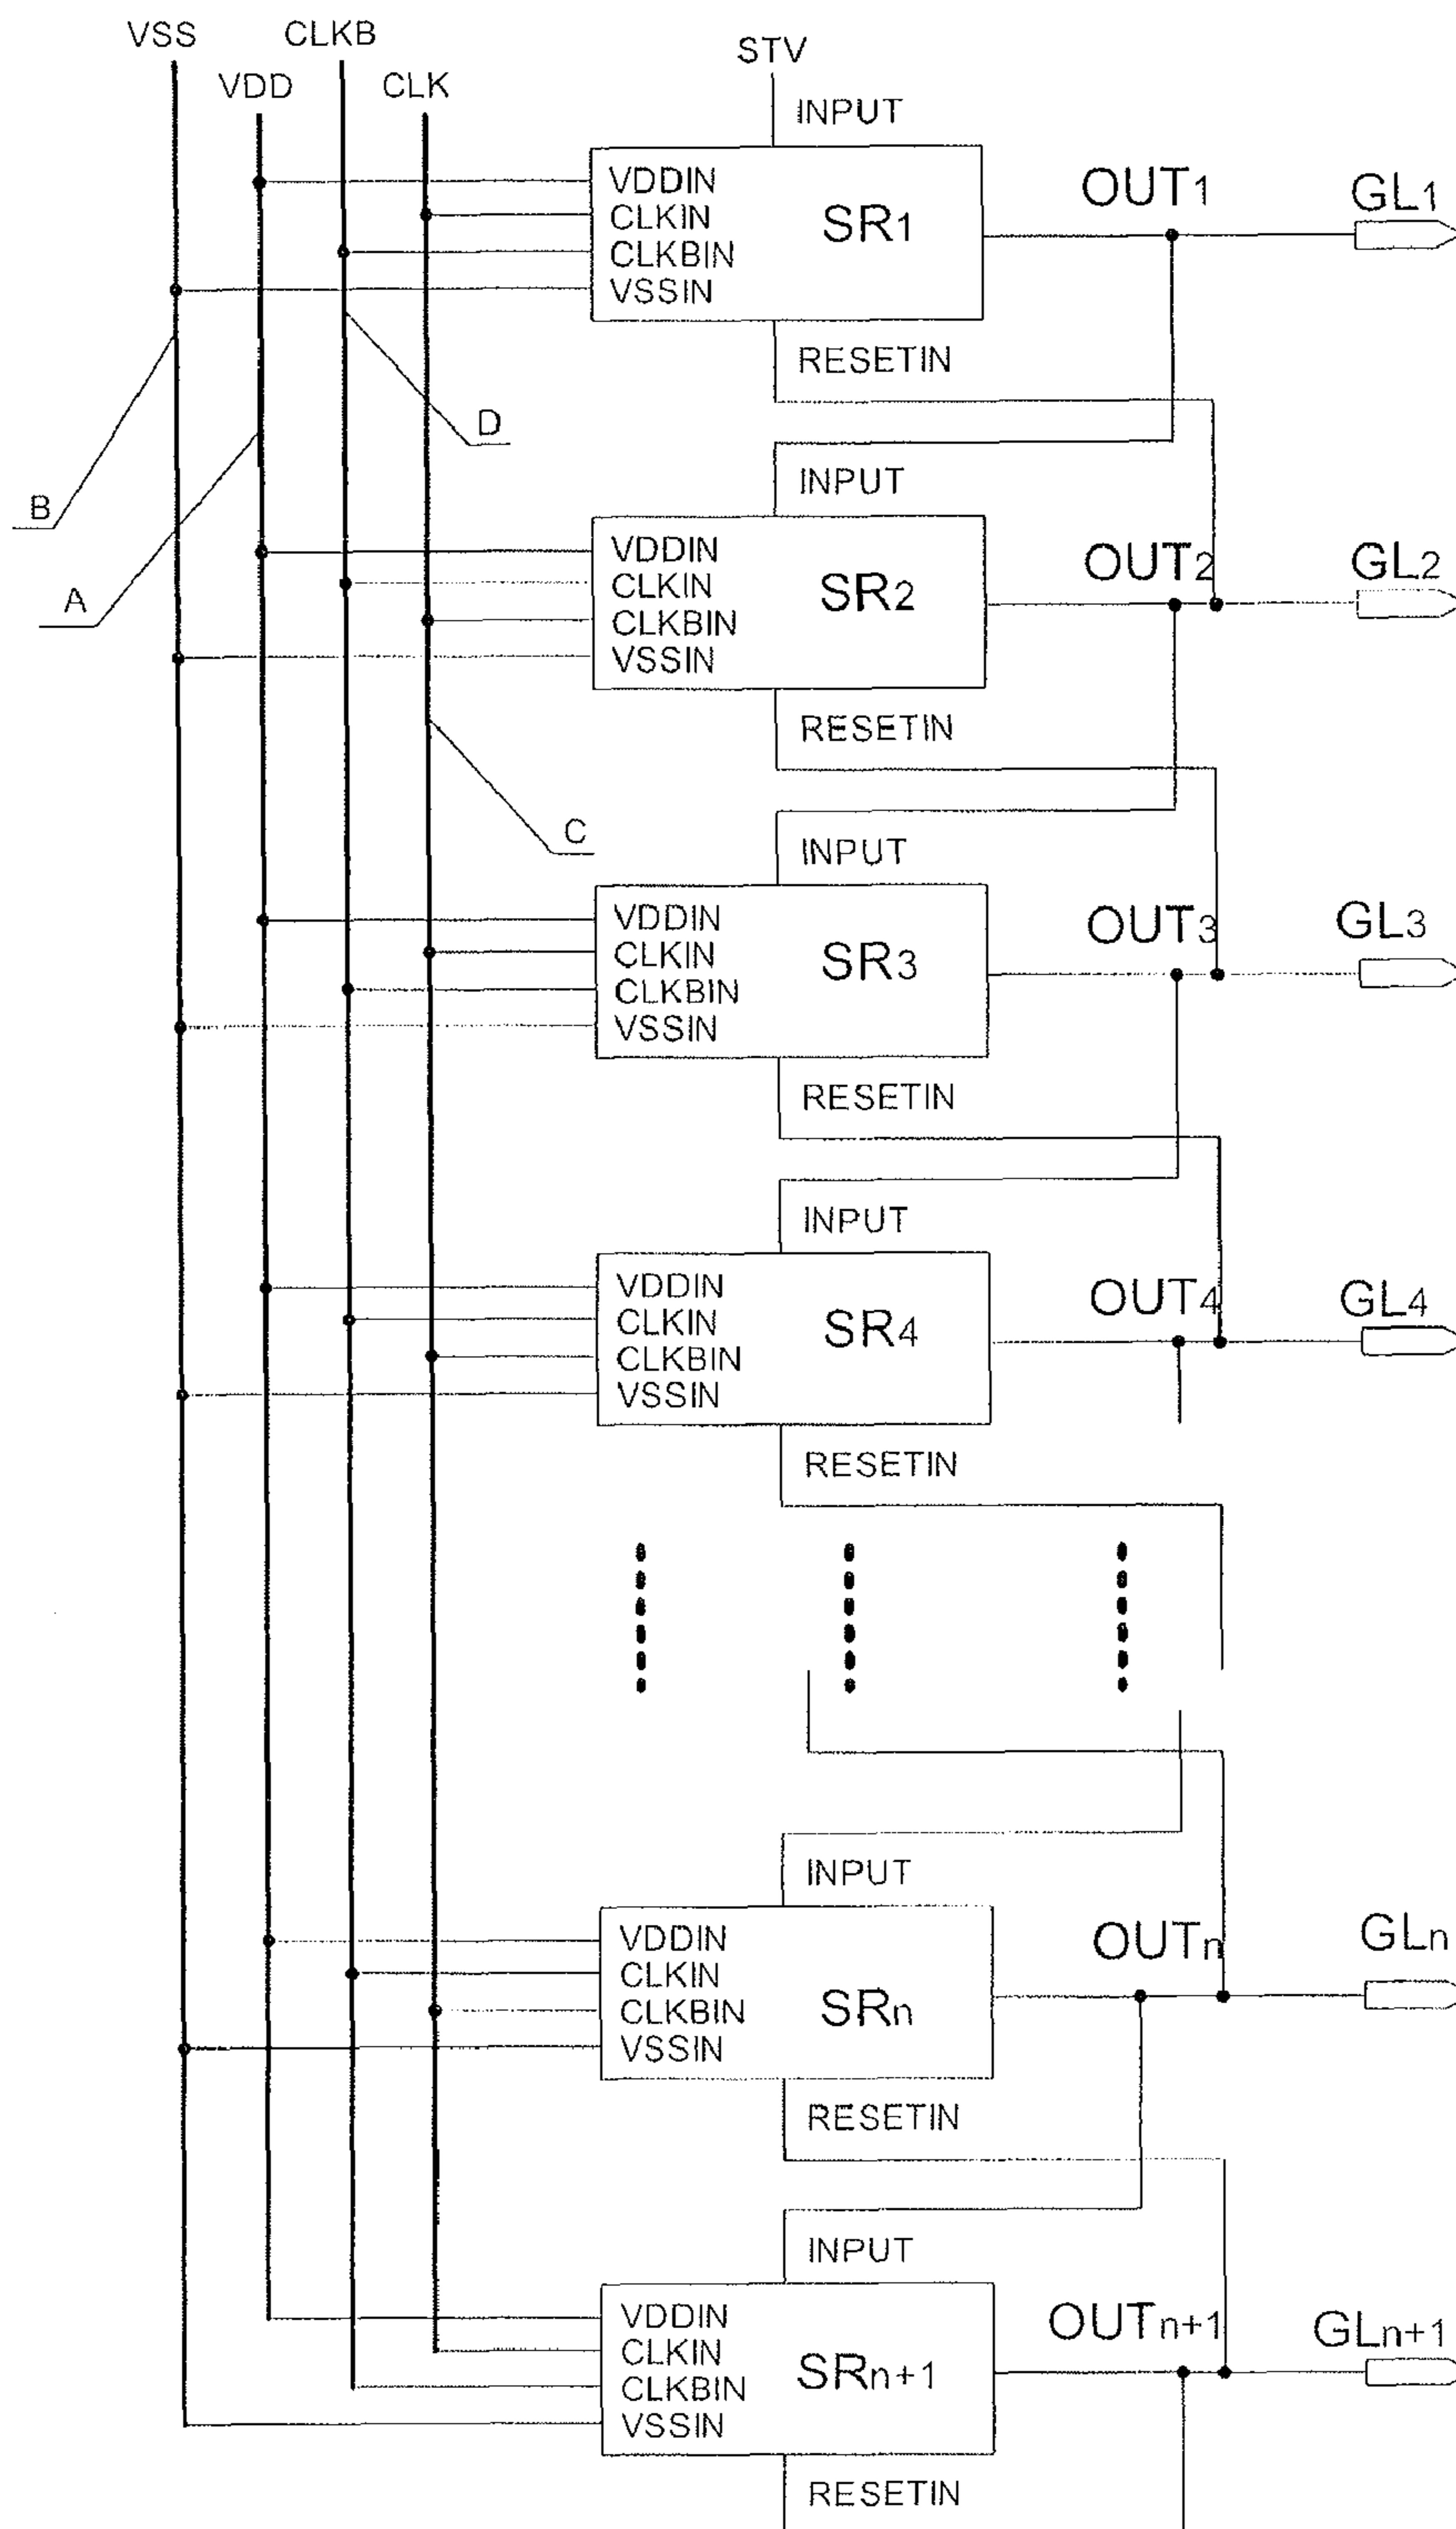 VSS CLKB STV
VDD CLK
INPUT
VDDIN
CLKIN
CLKBIN
VSSIN
SR1
OUT1
GL1
RESETIN
D
B
A
INPUT
VDDIN
CLKIN
CLKBIN
VSSIN
SR2
OUT2
GL2
RESETIN
C
INPUT
VDDIN
CLKIN
CLKBIN
VSSIN
SR3
OUT3
GL3
RESETIN
INPUT
VDDIN
CLKIN
CLKBIN
VSSIN
SR4
OUT4
GL4
RESETIN
INPUT
VDDIN
CLKIN
CLKBIN
VSSIN
SRn
OUTn
GLn
RESETIN
INPUT
VDDIN
CLKIN
CLKBIN
VSSIN
SRn+1
OUTn+1
GLn+1
RESETIN